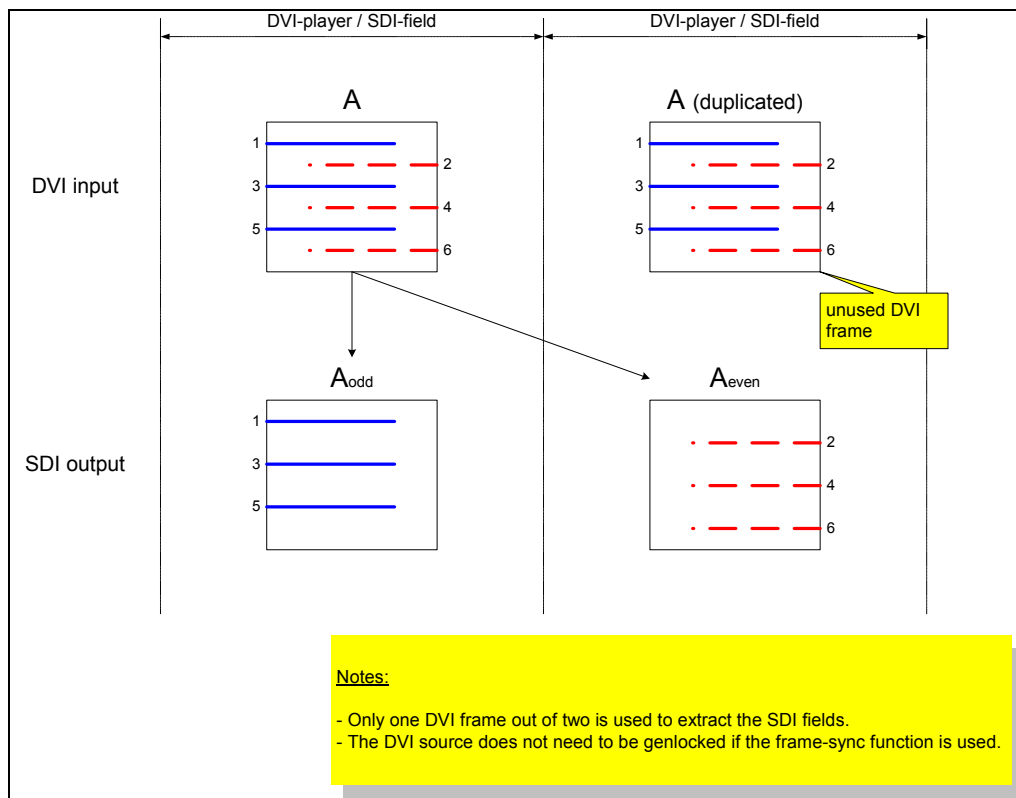 DVI-player / SDI-field DVI-player / SDI-field
A A (duplicated)
DVI input
1 1
2 2
3 3
4 4
5 5
6 6
unused DVI
frame
Aodd Aeven
SDI output
1
2
3
4
5
6
Notes:
- Only one DVI frame out of two is used to extract the SDI fields.
- The DVI source does not need to be genlocked if the frame-sync function is used.